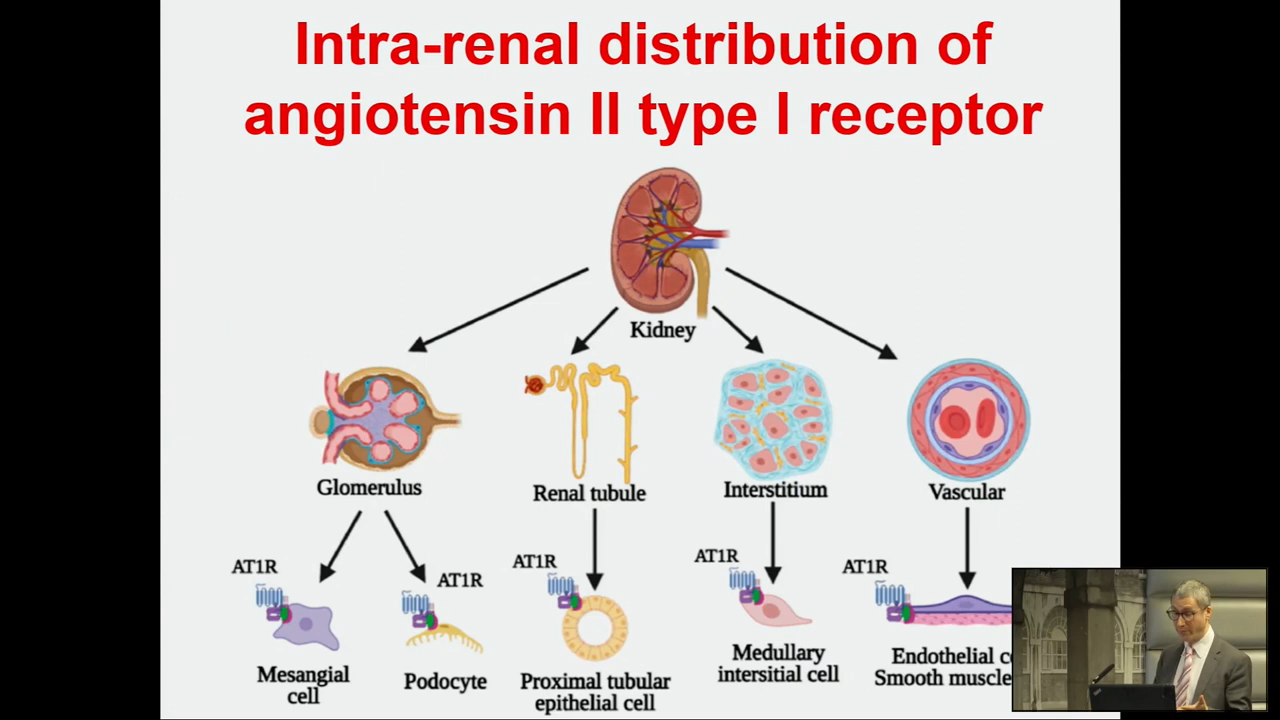 Intra-renal distribution of
angiotensin II type I receptor
Kidney
Glomerulus
Renal tubule
Interstitium
Vascular
AT1R
AT1R
AT1R
AT1R
AT1R
Mesangial
cell
Podocyte
Proximal tubular
epithelial cell
Medullary
intersitial cell
Endothelial
Smooth muscle